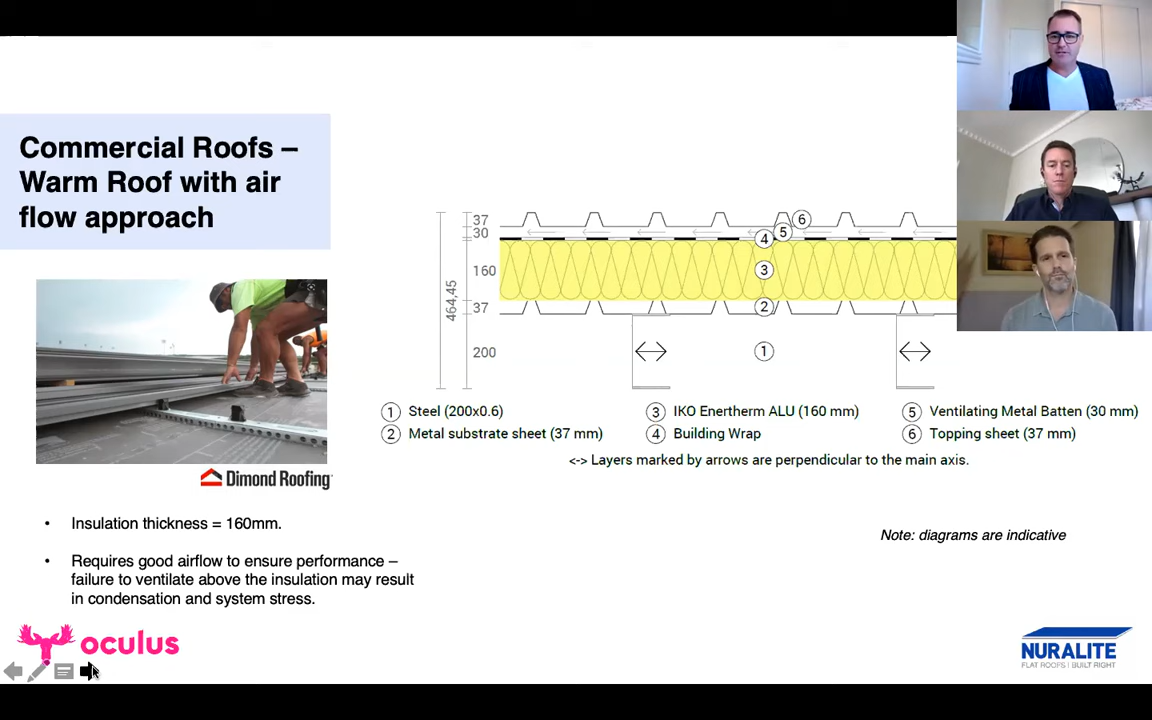 Commercial Roofs –
Warm Roof with air
flow approach
37
30
160
37
200
464,45
6
5
4
3
2
1
1 Steel (200x0.6)
2 Metal substrate sheet (37 mm)
3 IKO Enertherm ALU (160 mm)
4 Building Wrap
5 Ventilating Metal Batten (30 mm)
6 Topping sheet (37 mm)
<-> Layers marked by arrows are perpendicular to the main axis.
Dimond Roofing
• Insulation thickness = 160mm.
• Requires good airflow to ensure performance –
failure to ventilate above the insulation may result
in condensation and system stress.
Note: diagrams are indicative
oculus
NURALITE
FLAT ROOFS | BUILT RIGHT